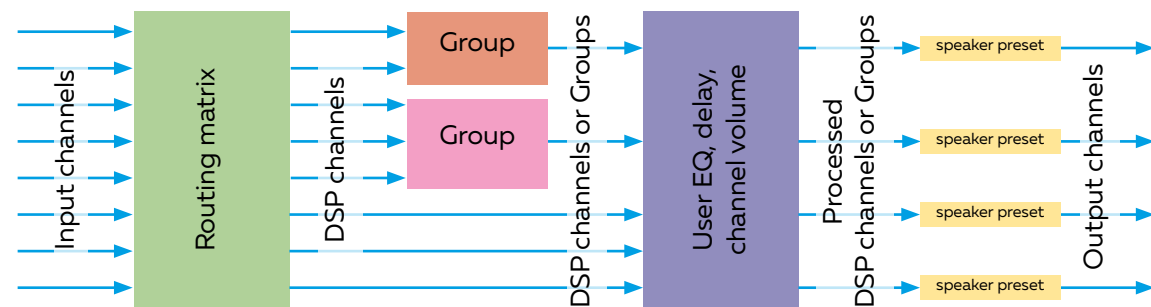 Input channels
Routing matrix
DSP channels
Group
Group
DSP channels or Groups
User EQ, delay,
channel volume
Processed
DSP channels or Groups
speaker preset
speaker preset
speaker preset
speaker preset
Output channels